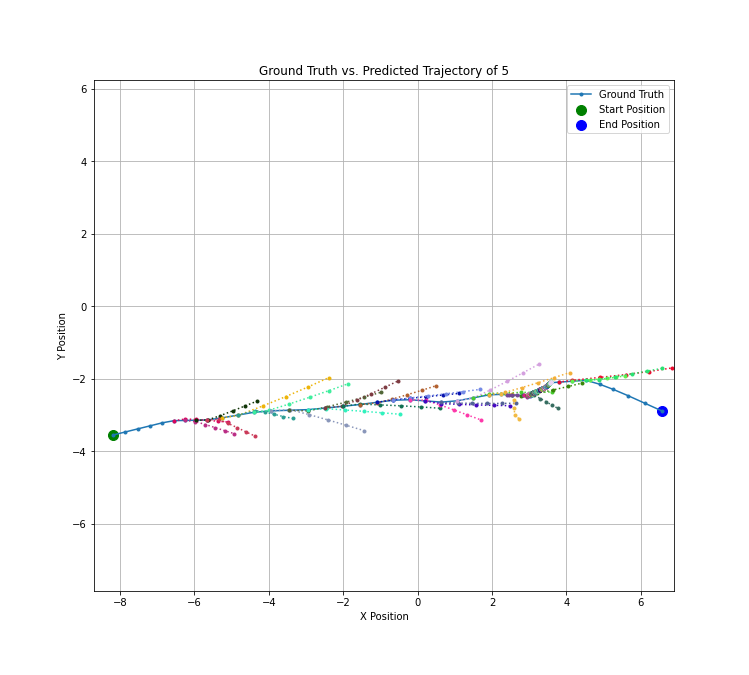 Ground Truth vs. Predicted Trajectory of 5
Ground Truth
Start Position
End Position
6
4
2
0
−2
−4
−6
Y Position
−8 −6 −4 −2 0 2 4 6
X Position